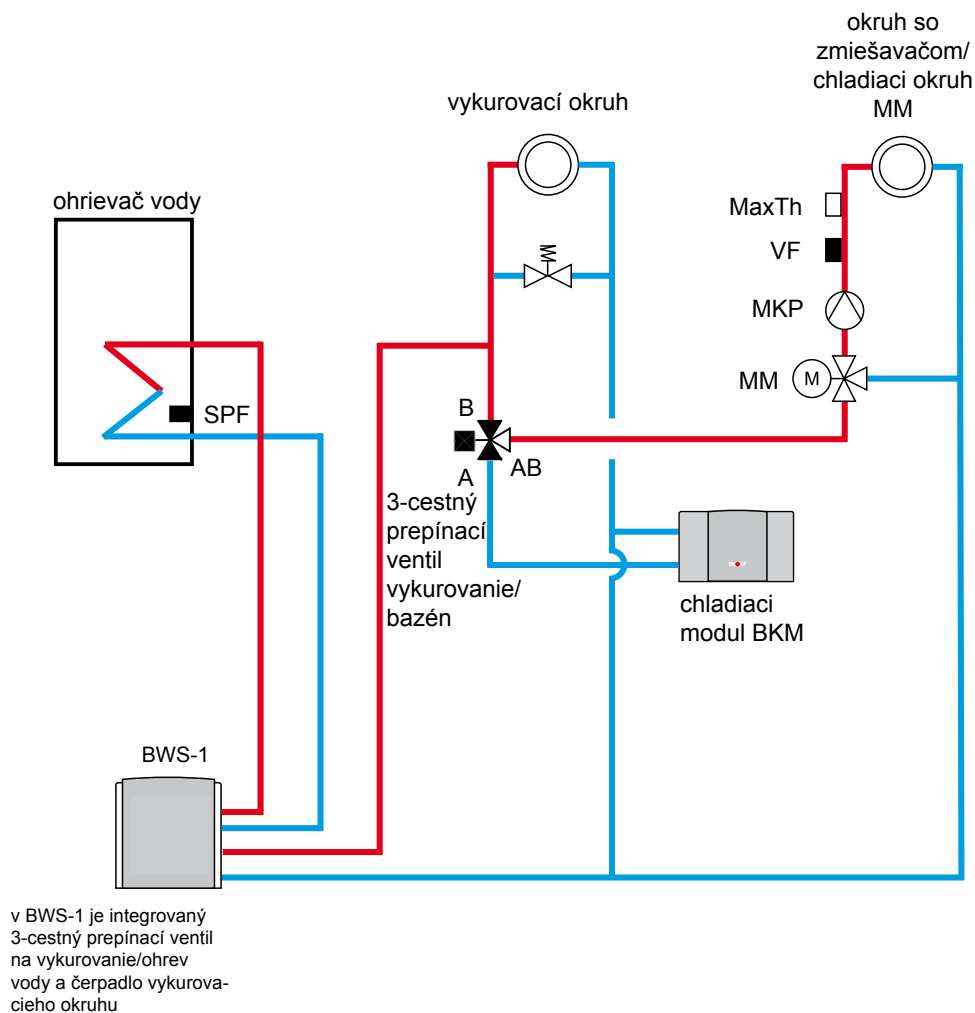 okruh so
zmiešavačom/
chladiaci okruh
MM
vykurovací okruh
ohrievač vody
MaxTh
VF
MKP
MM
M
SPF
B
A
AB
3-cestný
prepínací
ventil
vykurovanie/
bazén
chladiaci
modul BKM
BWS-1
v BWS-1 je integrovaný
3-cestný prepínací ventil
na vykurovanie/ohrev
vody a čerpadlo vykurova-
cieho okruhu